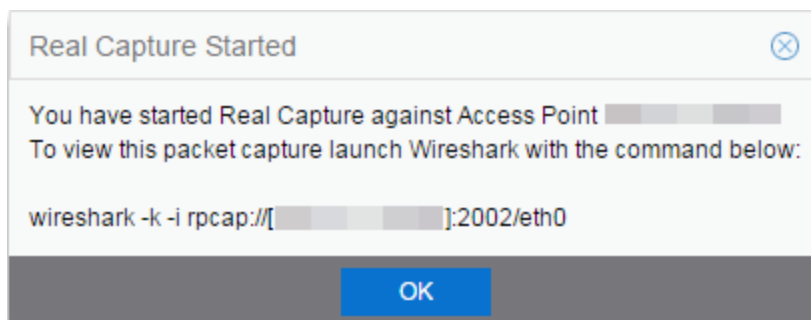 Real Capture Started
You have started Real Capture against Access Point
To view this packet capture launch Wireshark with the command below:
wireshark -k -i rpcap://[ ]:2002/eth0
OK